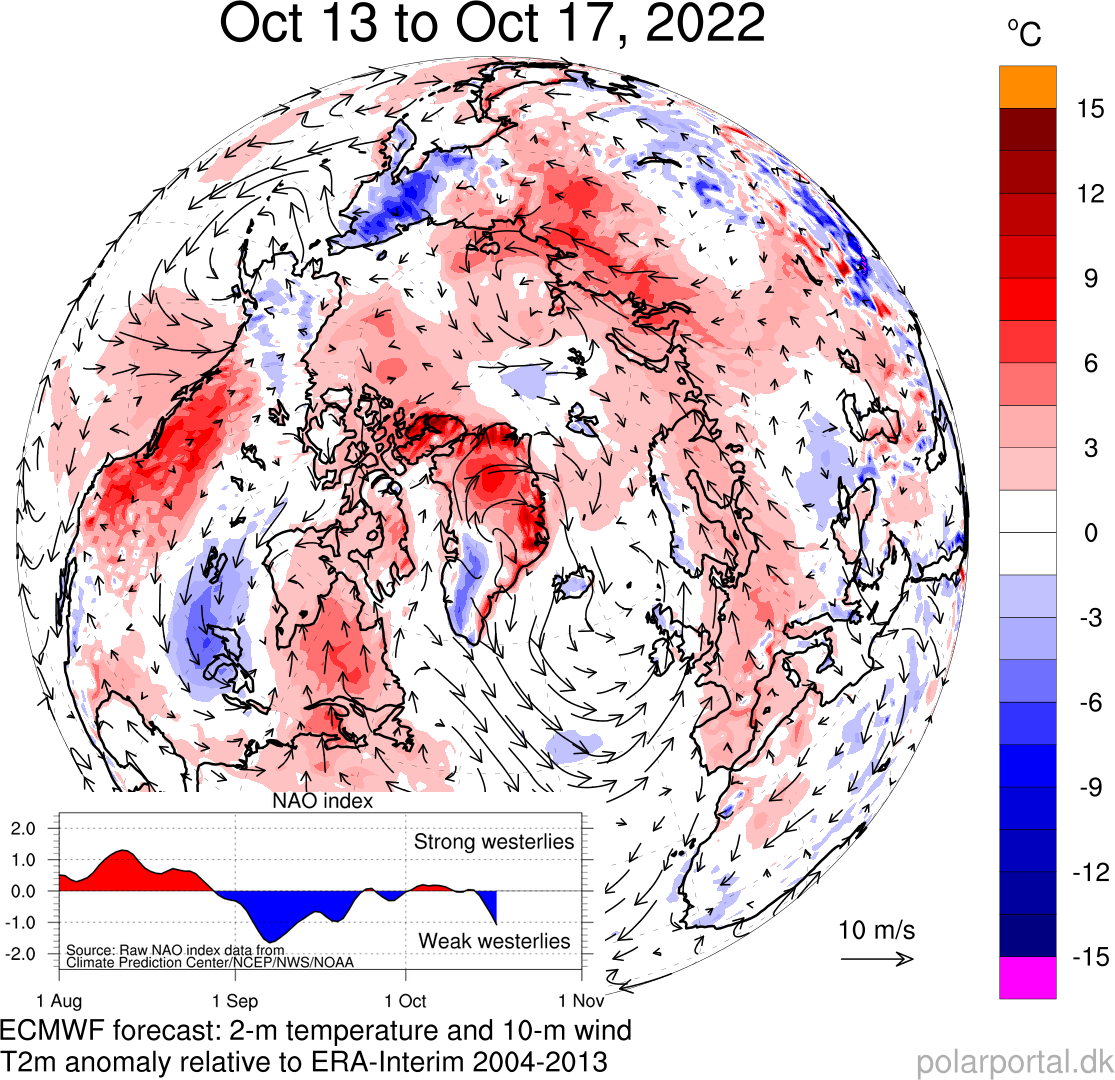 Oct 13 to Oct 17, 2022
°C
15
12
9
6
3
0
-3
-6
-9
-12
-15
NAO index
2.0
1.0
0.0
-1.0
-2.0
Strong westerlies
Weak westerlies
Source: Raw NAO index data from
Climate Prediction Center/NCEP/NWS/NOAA
1 Aug
1 Sep
1 Oct
1 Nov
10 m/s
ECMWF forecast: 2-m temperature and 10-m wind
T2m anomaly relative to ERA-Interim 2004-2013
polarportal.dk